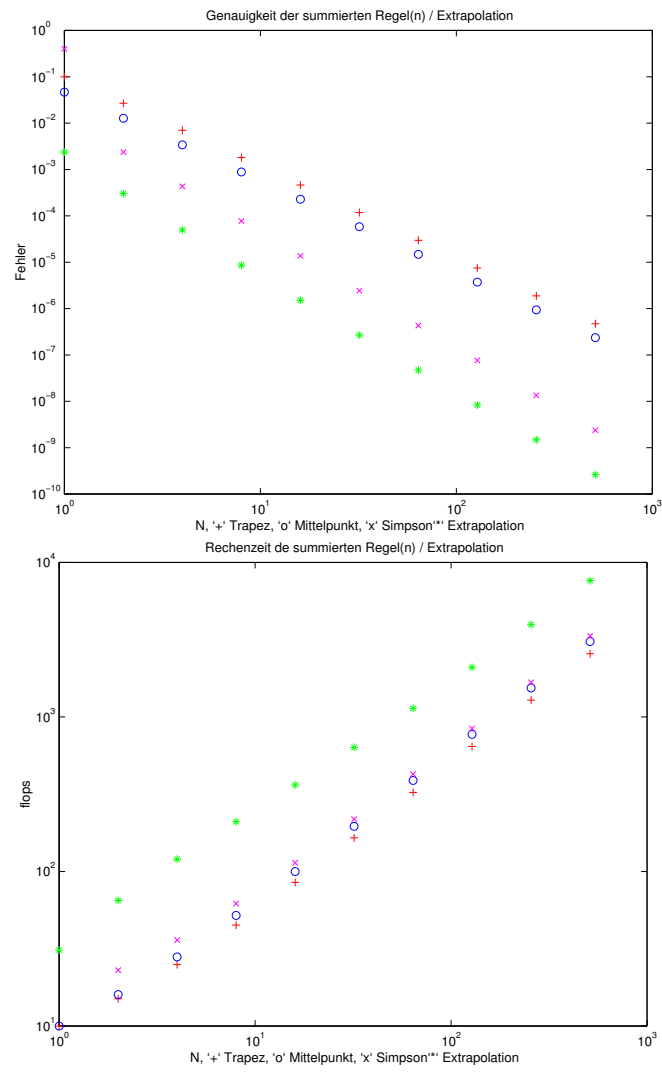 Genauigkeit der summierten Regel(n) / Extrapolation
10^0
10^-1
10^-2
10^-3
10^-4
10^-5
10^-6
10^-7
10^-8
10^-9
10^-10
Fehler
10^0 10^1 10^2 10^3
N, '+' Trapez, 'o' Mittelpunkt, 'x' Simpson'*' Extrapolation
Rechenzeit de summierten Regel(n) / Extrapolation
10^4
10^3
10^2
10^1
flops
10^0 10^1 10^2 10^3
N, '+' Trapez, 'o' Mittelpunkt, 'x' Simpson'*' Extrapolation